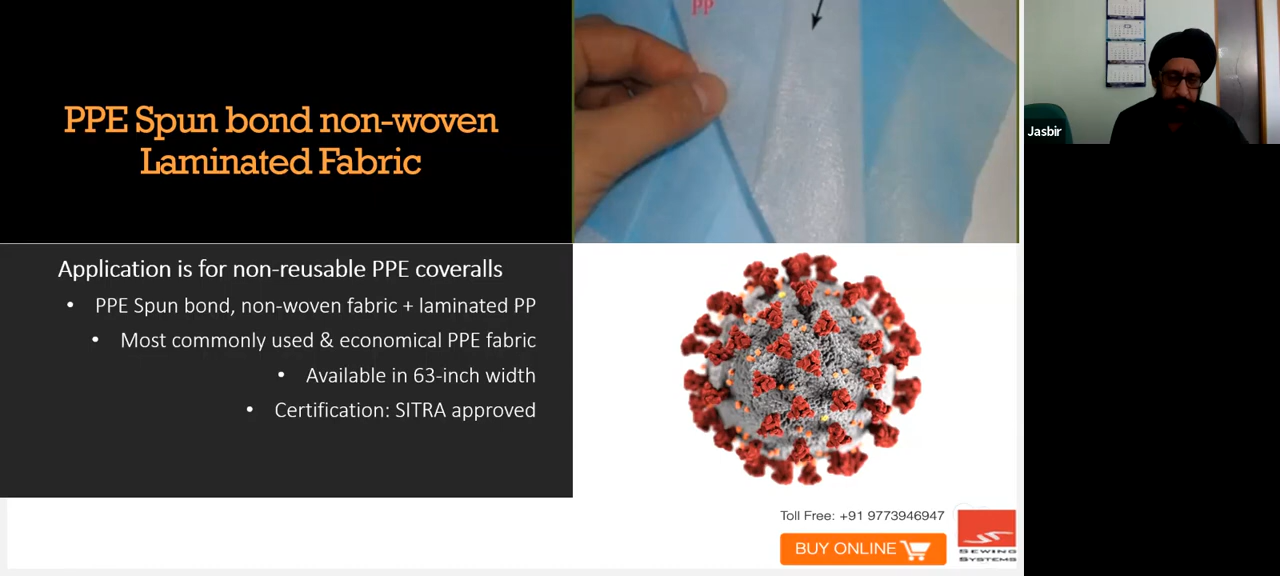 PPE Spun bond non-woven
Laminated Fabric
PP
Jasbir
Application is for non-reusable PPE coveralls
• PPE Spun bond, non-woven fabric + laminated PP
• Most commonly used & economical PPE fabric
• Available in 63-inch width
• Certification: SITRA approved
Toll Free: +91 9773946947
BUY ONLINE
SEWING
SYSTEMS